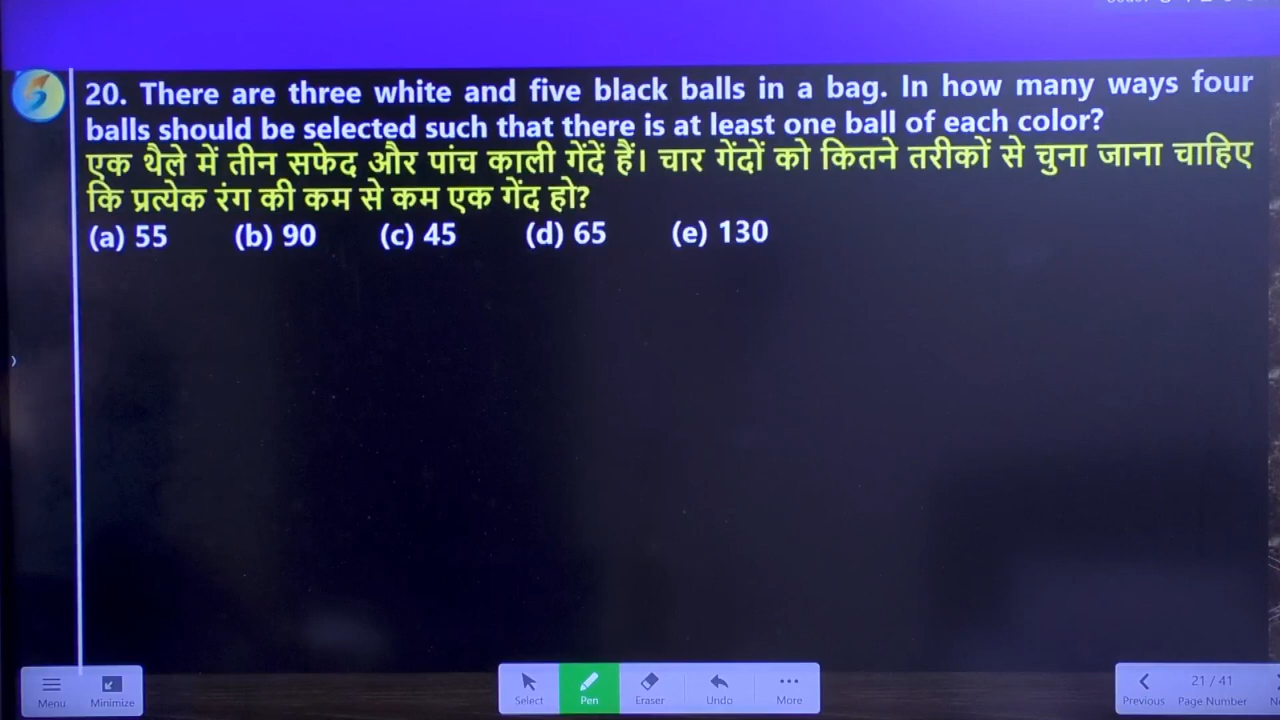 20. There are three white and five black balls in a bag. In how many ways four
balls should be selected such that there is at least one ball of each color?
एक थैले में तीन सफेद और पांच काली गेंदें हैं। चार गेंदों को कितने तरीकों से चुना जाना चाहिए
कि प्रत्येक रंग की कम से कम एक गेंद हो?
(a) 55 (b) 90 (c) 45 (d) 65 (e) 130
Menu Minimize Select Pen Eraser Undo More Previous 21 / 41 Page Number